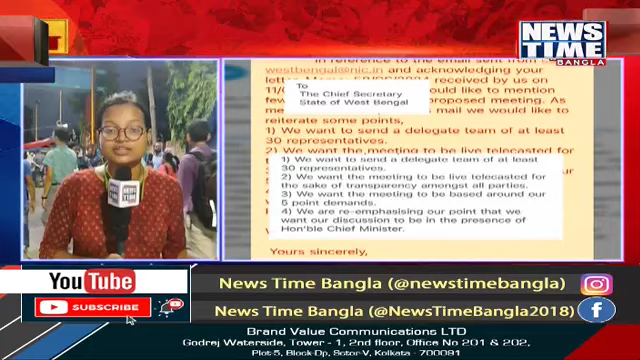 NEWS
TIME
BANGLA
In reference to the email sent from
westbengal@nic.in and acknowledging your
received by us on
11/ would like to mention
few proposed meeting. As
me mail we would like to
reiterate some points,
1) We want to send a delegate team of at least
30 representatives.
2) We want the meeting to be live telecasted for
To
The Chief Secretary
State of West Bengal
1) We want to send a delegate team of at least
30 representatives.
2) We want the meeting to be live telecasted for
the sake of transparency amongst all parties.
3) We want the meeting to be based around our
5 point demands.
4) We are re-emphasising our point that we
want our discussion to be in the presence of
Hon'ble Chief Minister.
Yours sincerely,
NEWS
TIME
YouTube
SUBSCRIBE
News Time Bangla (@newstimebangla)
News Time Bangla (@NewsTimeBangla2018)
Brand Value Communications LTD
Godrej Waterside, Tower - 1, 2nd floor, Office No 201 & 202,
Plot-5, Block-Dp, Sctor-V, Kolkata - 700091